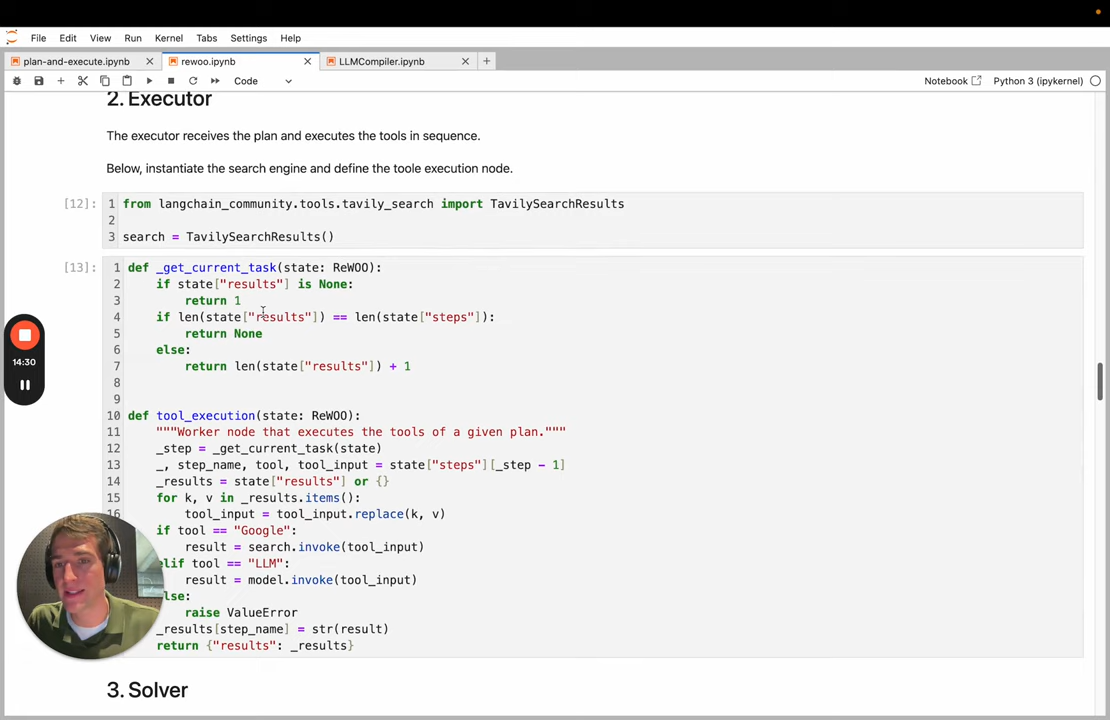 File Edit View Run Kernel Tabs Settings Help
plan-and-execute.ipynb rewoo.ipynb LLMCompiler.ipynb
Code Notebook Python 3 (ipykernel)
2. Executor
The executor receives the plan and executes the tools in sequence.
Below, instantiate the search engine and define the toole execution node.
[12]: 1 from langchain_community.tools.tavily_search import TavilySearchResults
2
3 search = TavilySearchResults()
[13]: 1 def _get_current_task(state: ReWOO):
2 if state["results"] is None:
3 return 1
4 if len(state["results"]) == len(state["steps"]):
5 return None
6 else:
7 return len(state["results"]) + 1
8
9
10 def tool_execution(state: ReWOO):
11 """Worker node that executes the tools of a given plan."""
12 _step = _get_current_task(state)
13 _, step_name, tool, tool_input = state["steps"][_step - 1]
14 _results = state["results"] or {}
15 for k, v in _results.items():
16 tool_input = tool_input.replace(k, v)
if tool == "Google":
result = search.invoke(tool_input)
elif tool == "LLM":
result = model.invoke(tool_input)
lse:
raise ValueError
_results[step_name] = str(result)
return {"results": _results}
3. Solver
14:30